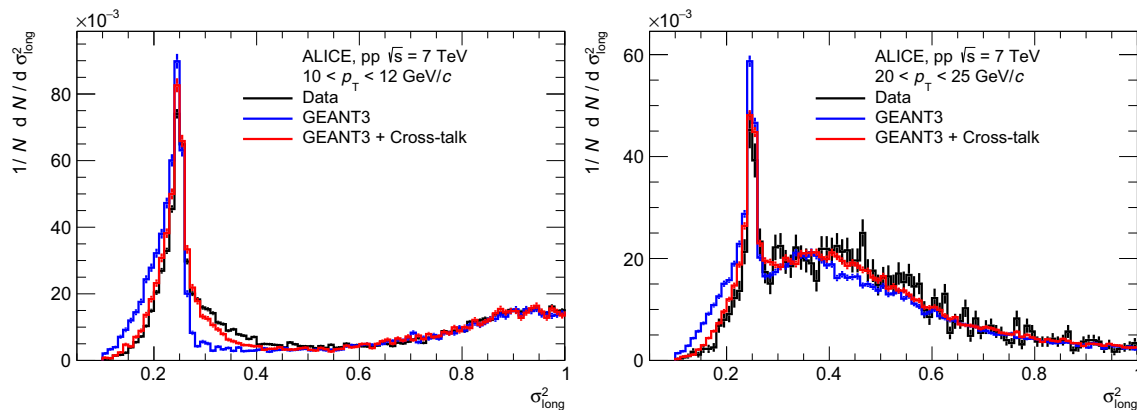 ×10⁻³
1/ N dN / d σ²long
ALICE, pp √s = 7 TeV
10 < pT < 12 GeV/c
Data
GEANT3
GEANT3 + Cross-talk
80
60
40
20
0
0.2 0.4 0.6 0.8 1
σ²long
×10⁻³
1/ N dN / d σ²long
ALICE, pp √s = 7 TeV
20 < pT < 25 GeV/c
Data
GEANT3
GEANT3 + Cross-talk
60
40
20
0
0.2 0.4 0.6 0.8 1
σ²long